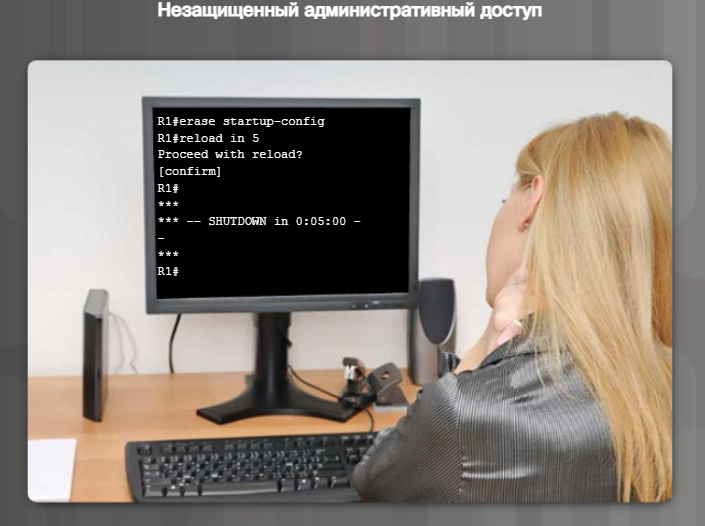 Незащищенный административный доступ
R1#erase startup-config
R1#reload in 5
Proceed with reload?
[confirm]
R1#
***
*** -- SHUTDOWN in 0:05:00 -
-
***
R1#